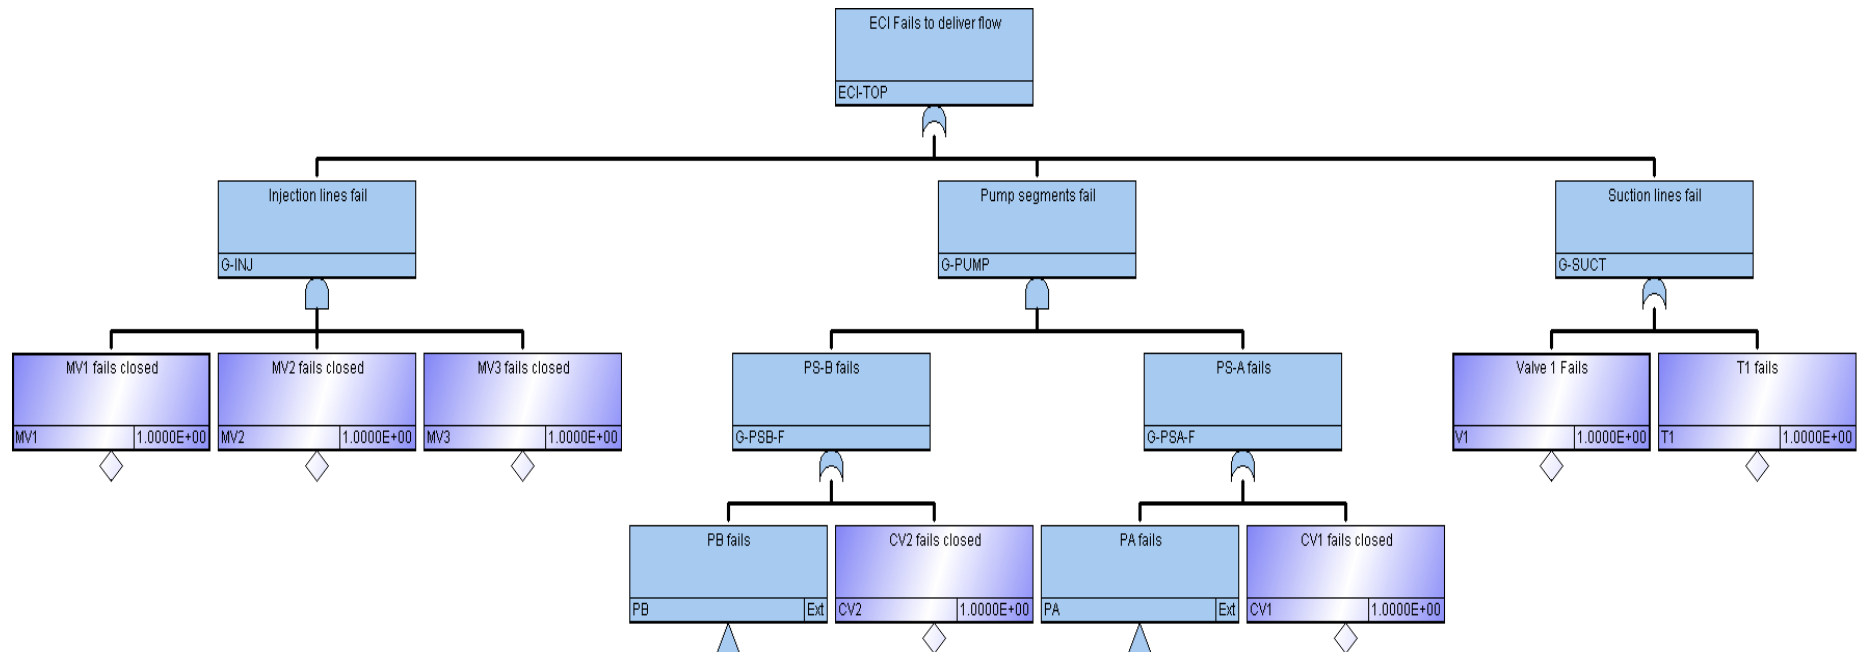 ECI Fails to deliver flow
ECI-TOP
Injection lines fail
G-INJ
Pump segments fail
G-PUMP
Suction lines fail
G-SUCT
MV1 fails closed
MV1 1.0000E+00
MV2 fails closed
MV2 1.0000E+00
MV3 fails closed
MV3 1.0000E+00
PS-B fails
G-PSB-F
PS-A fails
G-PSA-F
Valve 1 Fails
V1 1.0000E+00
T1 fails
T1 1.0000E+00
PB fails
PB Ext
CV2 fails closed
CV2 1.0000E+00
PA fails
PA Ext
CV1 fails closed
CV1 1.0000E+00